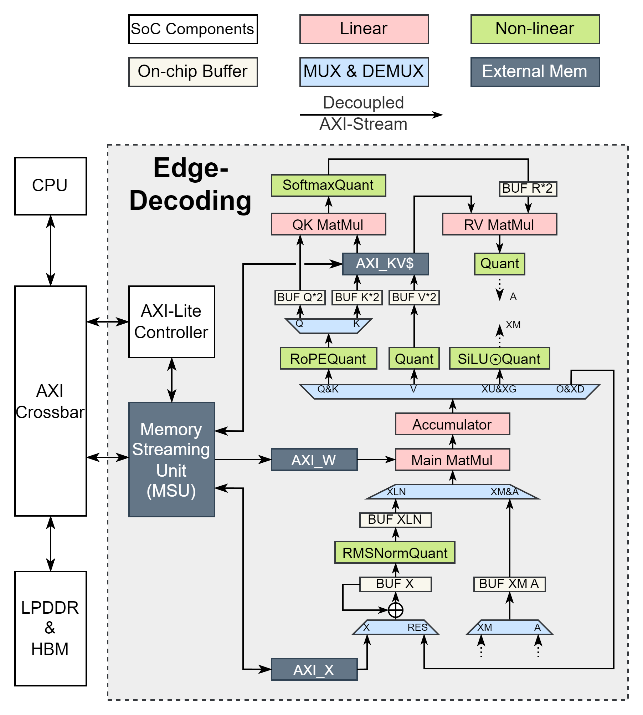 SoC Components
Linear
Non-linear
On-chip Buffer
MUX & DEMUX
External Mem
Decoupled
AXI-Stream
Edge-
Decoding
CPU
AXI
Crossbar
LPDDR
&
HBM
AXI-Lite
Controller
Memory
Streaming
Unit
(MSU)
SoftmaxQuant
BUF R*2
QK MatMul
RV MatMul
AXI_KV$
Quant
A
BUF Q*2
BUF K*2
BUF V*2
Q
K
XM
RoPEQuant
Quant
SiLU⊙Quant
Q&K
V
XU&XG
O&XD
Accumulator
AXI_W
Main MatMul
XLN
XM&A
BUF XLN
RMSNormQuant
BUF X
BUF XM A
X
RES
XM
A
AXI_X